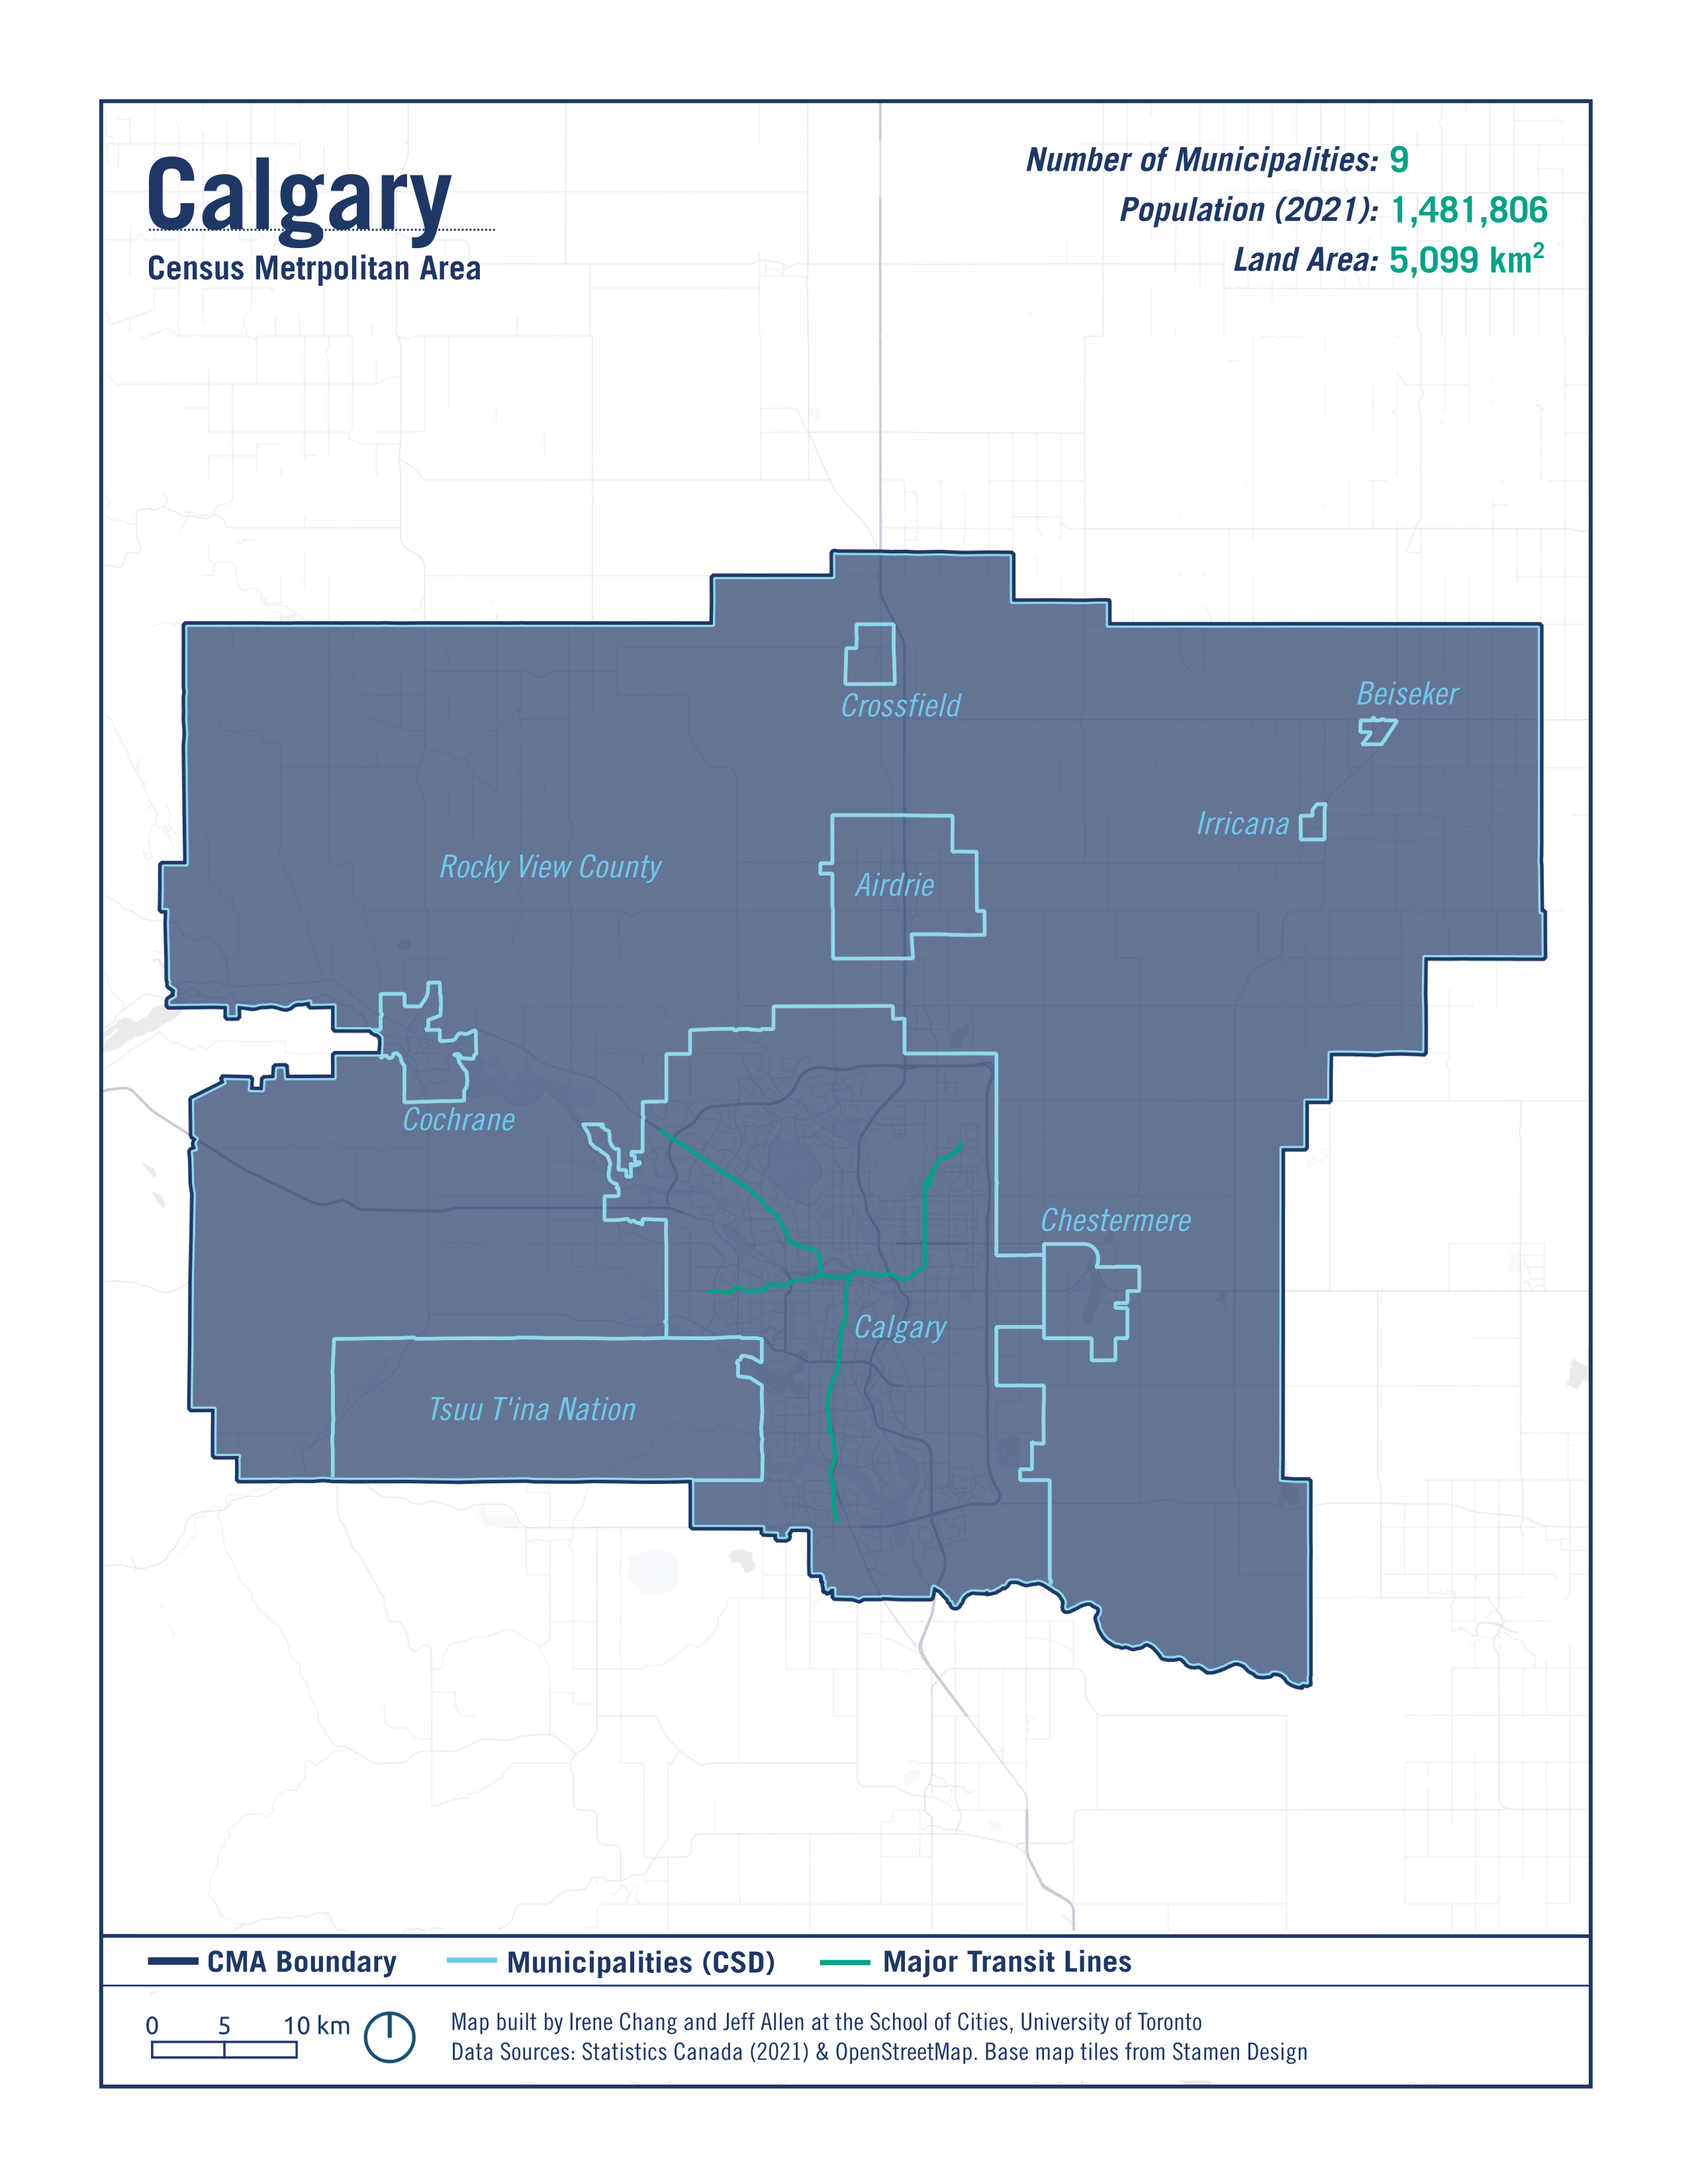 Calgary
Census Metrpolitan Area
Number of Municipalities: 9
Population (2021): 1,481,806
Land Area: 5,099 km²
Crossfield
Beiseker
Irricana
Rocky View County
Airdrie
Cochrane
Chestermere
Calgary
Tsuu T'ina Nation
CMA Boundary Municipalities (CSD) Major Transit Lines
0 5 10 km
Map built by Irene Chang and Jeff Allen at the School of Cities, University of Toronto
Data Sources: Statistics Canada (2021) & OpenStreetMap. Base map tiles from Stamen Design